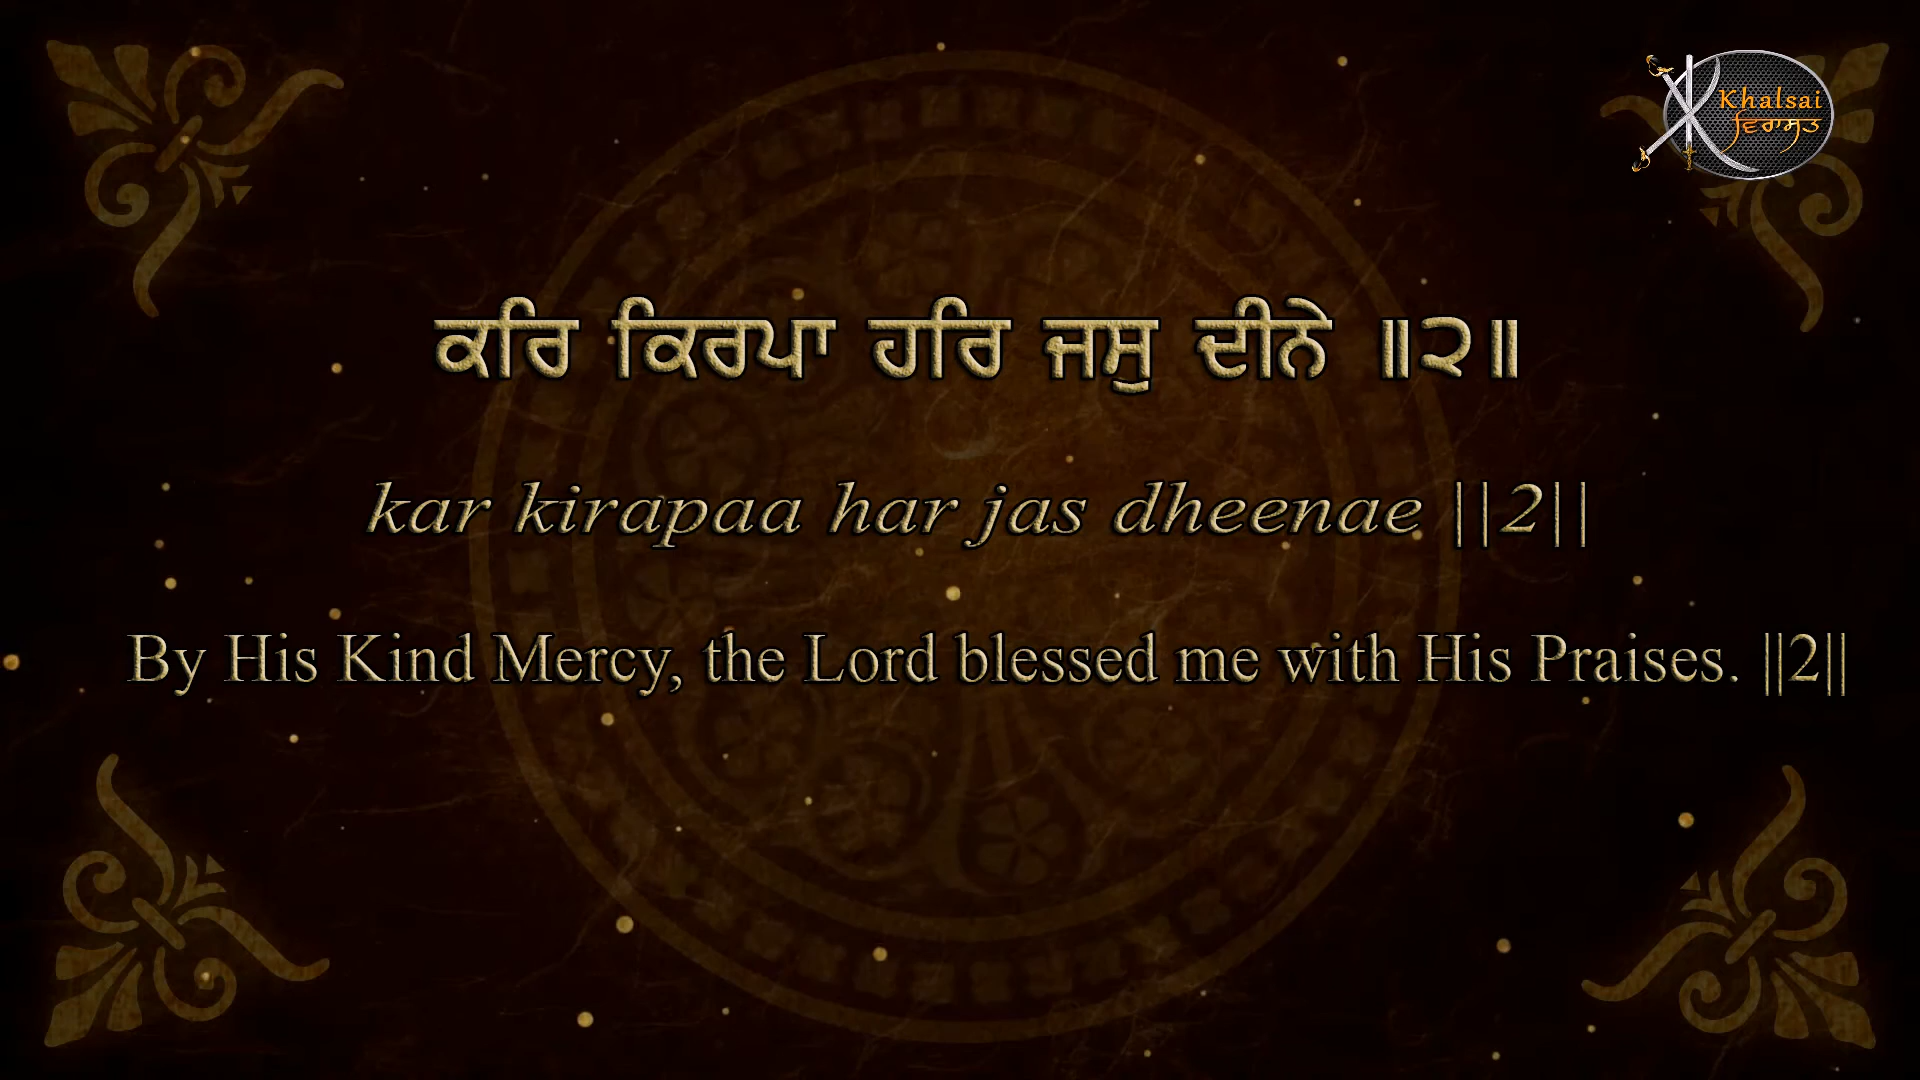 Khalsai
ਵਿਰਾਸਤ
ਕਰਿ ਕਿਰਪਾ ਹਰਿ ਜਸੁ ਦੀਨੇ ॥੨॥
kar kirapaa har jas dheenae ||2||
By His Kind Mercy, the Lord blessed me with His Praises. ||2||